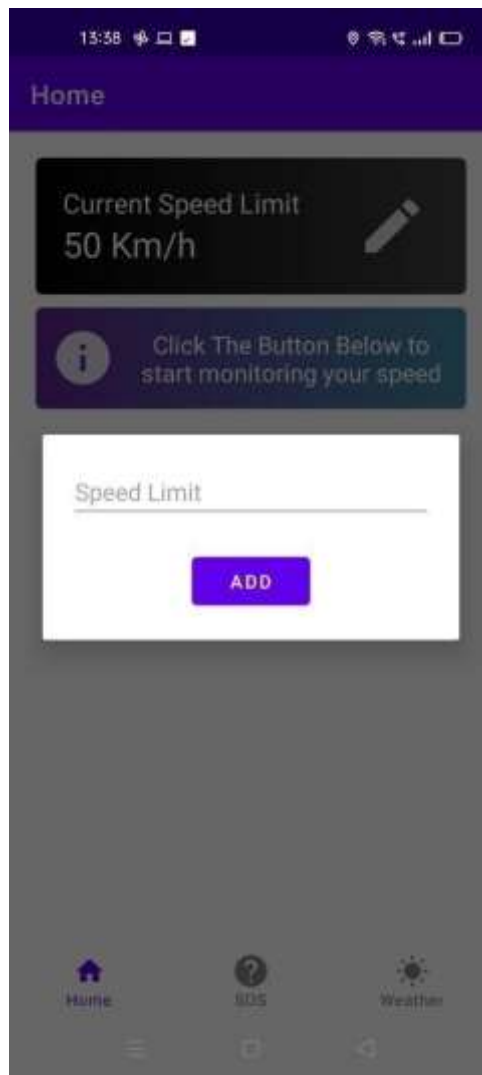 13:38
Home
Current Speed Limit
50 Km/h
Click The Button Below to
start monitoring your speed
Speed Limit
ADD
Home
SOS
Weather